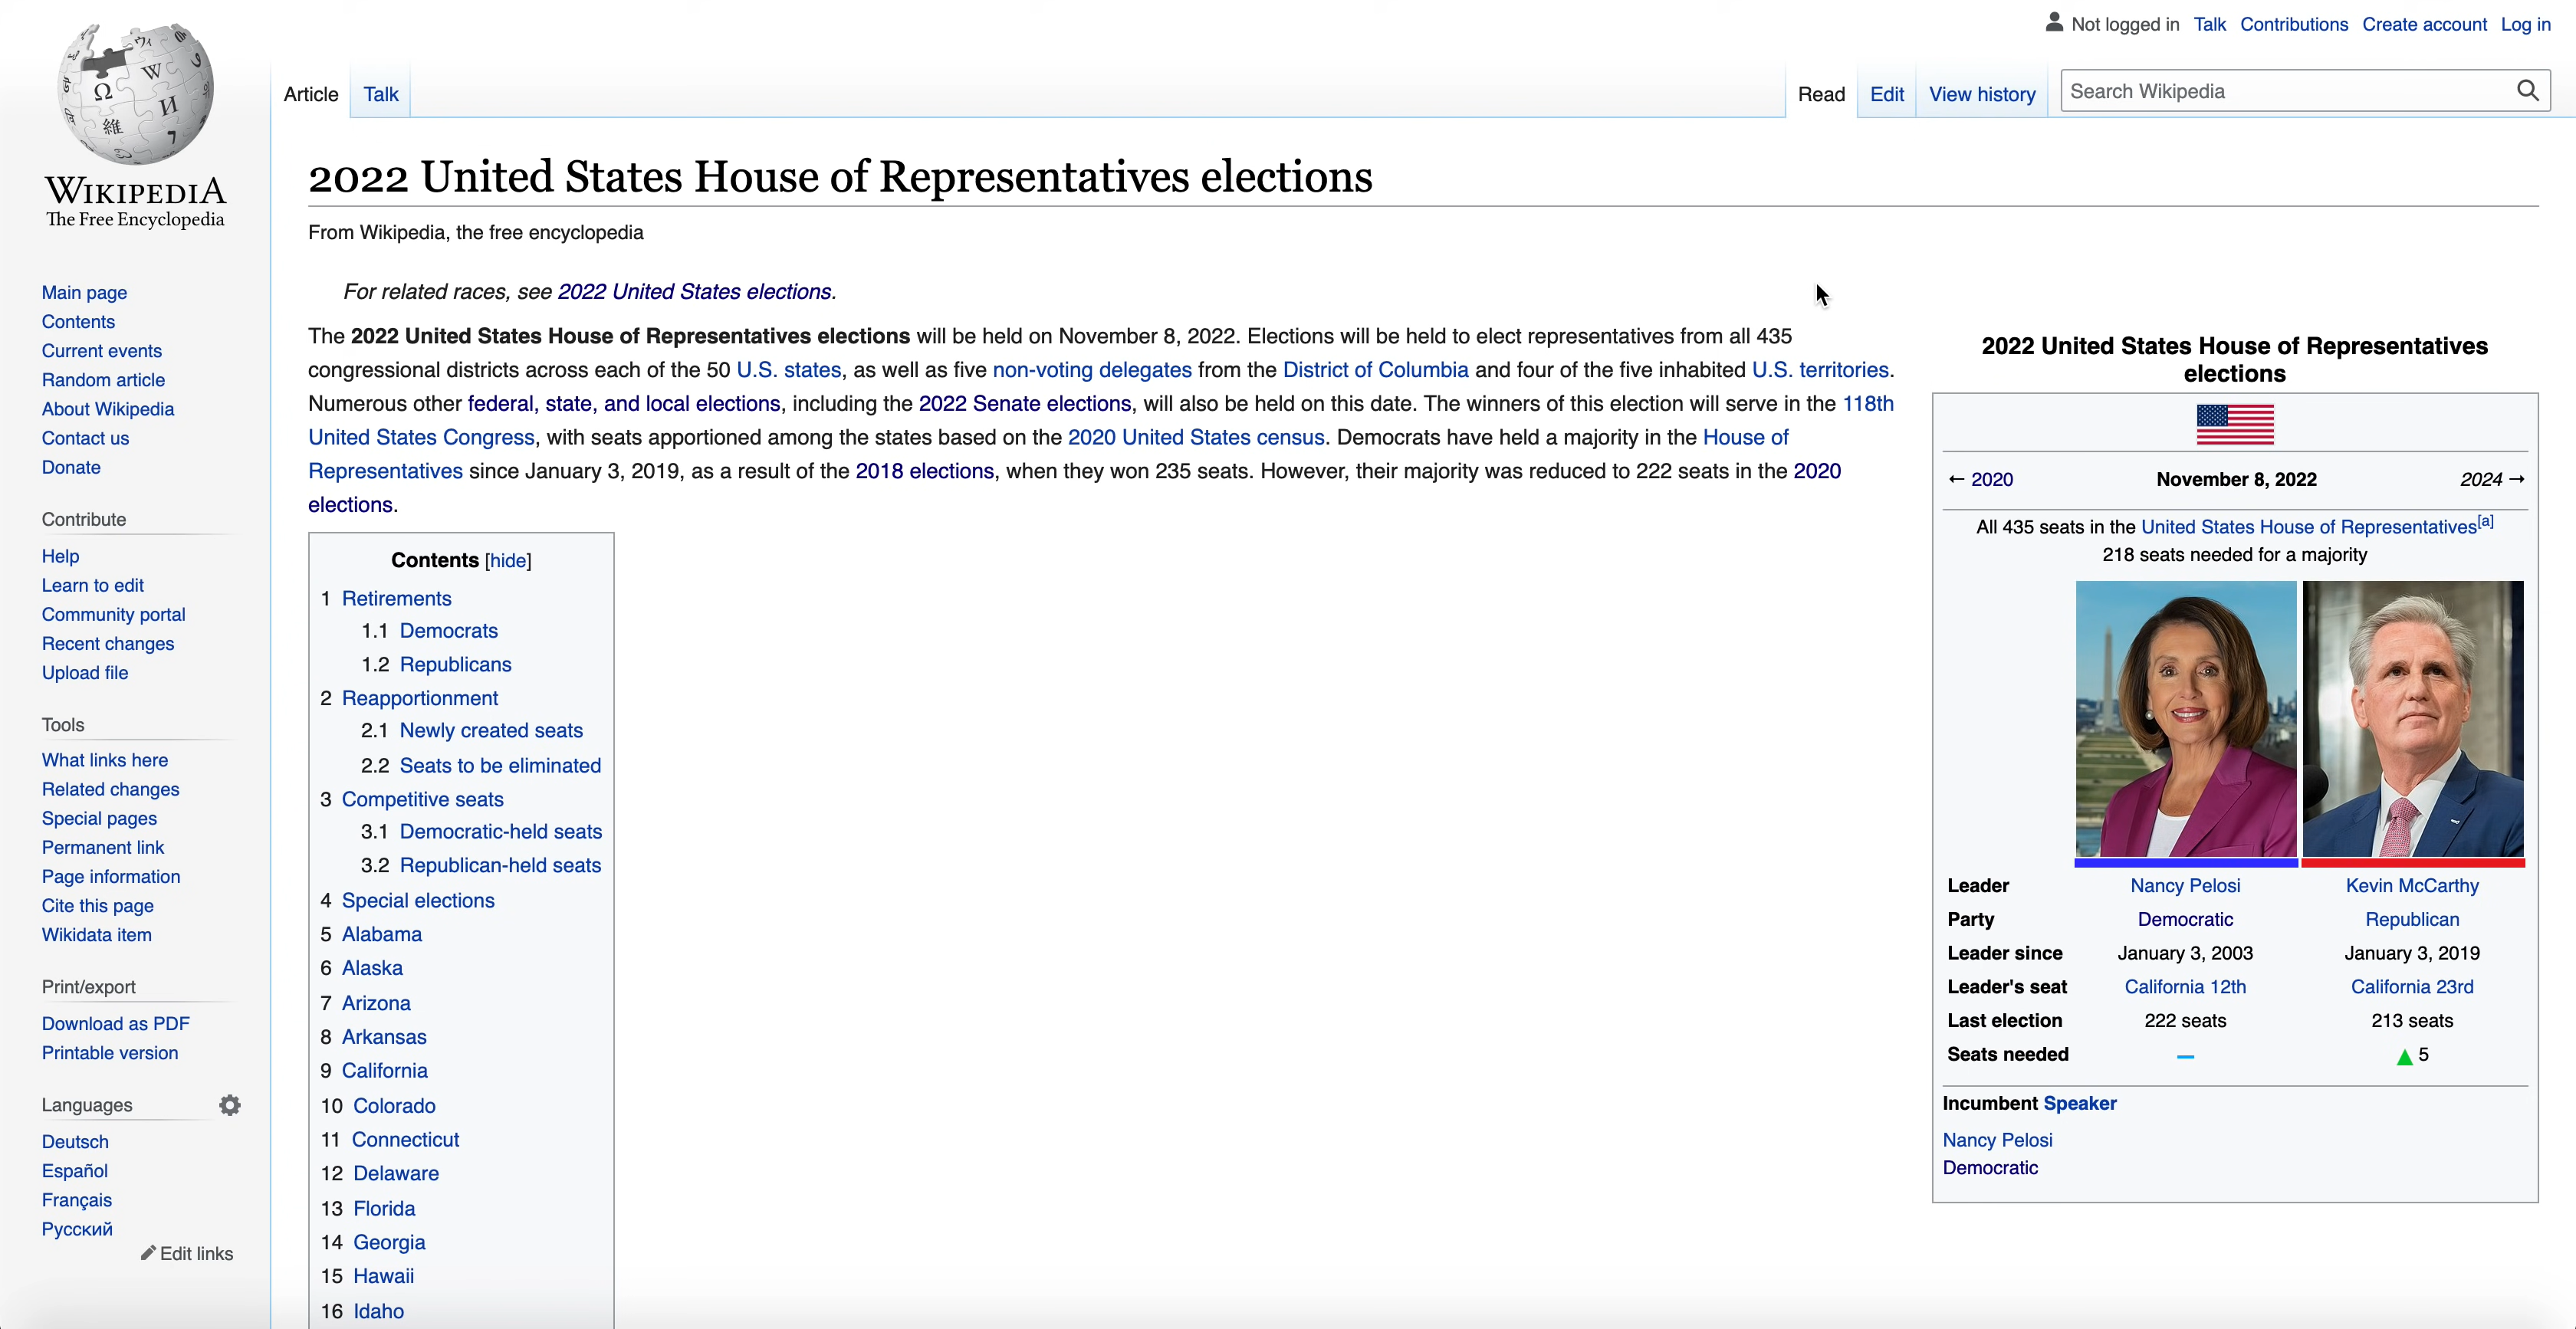 Not logged in Talk Contributions Create account Log in
Article Talk Read Edit View history Search Wikipedia
WIKIPEDIA
The Free Encyclopedia
Main page
Contents
Current events
Random article
About Wikipedia
Contact us
Donate
Contribute
Help
Learn to edit
Community portal
Recent changes
Upload file
Tools
What links here
Related changes
Special pages
Permanent link
Page information
Cite this page
Wikidata item
Print/export
Download as PDF
Printable version
Languages
Deutsch
Español
Français
Русский
Edit links
2022 United States House of Representatives elections
From Wikipedia, the free encyclopedia
For related races, see 2022 United States elections.
The 2022 United States House of Representatives elections will be held on November 8, 2022. Elections will be held to elect representatives from all 435
congressional districts across each of the 50 U.S. states, as well as five non-voting delegates from the District of Columbia and four of the five inhabited U.S. territories.
Numerous other federal, state, and local elections, including the 2022 Senate elections, will also be held on this date. The winners of this election will serve in the 118th
United States Congress, with seats apportioned among the states based on the 2020 United States census. Democrats have held a majority in the House of
Representatives since January 3, 2019, as a result of the 2018 elections, when they won 235 seats. However, their majority was reduced to 222 seats in the 2020
elections.
Contents [hide]
1 Retirements
1.1 Democrats
1.2 Republicans
2 Reapportionment
2.1 Newly created seats
2.2 Seats to be eliminated
3 Competitive seats
3.1 Democratic-held seats
3.2 Republican-held seats
4 Special elections
5 Alabama
6 Alaska
7 Arizona
8 Arkansas
9 California
10 Colorado
11 Connecticut
12 Delaware
13 Florida
14 Georgia
15 Hawaii
16 Idaho
2022 United States House of Representatives
elections
← 2020 November 8, 2022 2024 →
All 435 seats in the United States House of Representatives[a]
218 seats needed for a majority
Leader Nancy Pelosi Kevin McCarthy
Party Democratic Republican
Leader since January 3, 2003 January 3, 2019
Leader's seat California 12th California 23rd
Last election 222 seats 213 seats
Seats needed — ▲ 5
Incumbent Speaker
Nancy Pelosi
Democratic